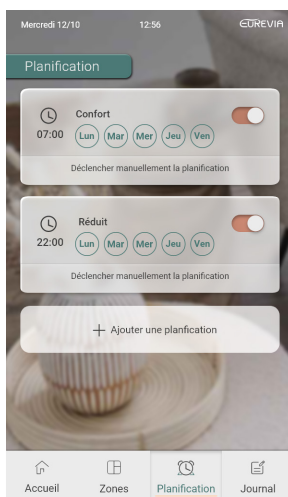 Mercredi 12/10 12:56 EUREVIA
Planification
Confort
07:00 Lun Mar Mer Jeu Ven
Déclencher manuellement la planification
Réduit
22:00 Lun Mar Mer Jeu Ven
Déclencher manuellement la planification
+ Ajouter une planfication
Accueil Zones Planification Journal